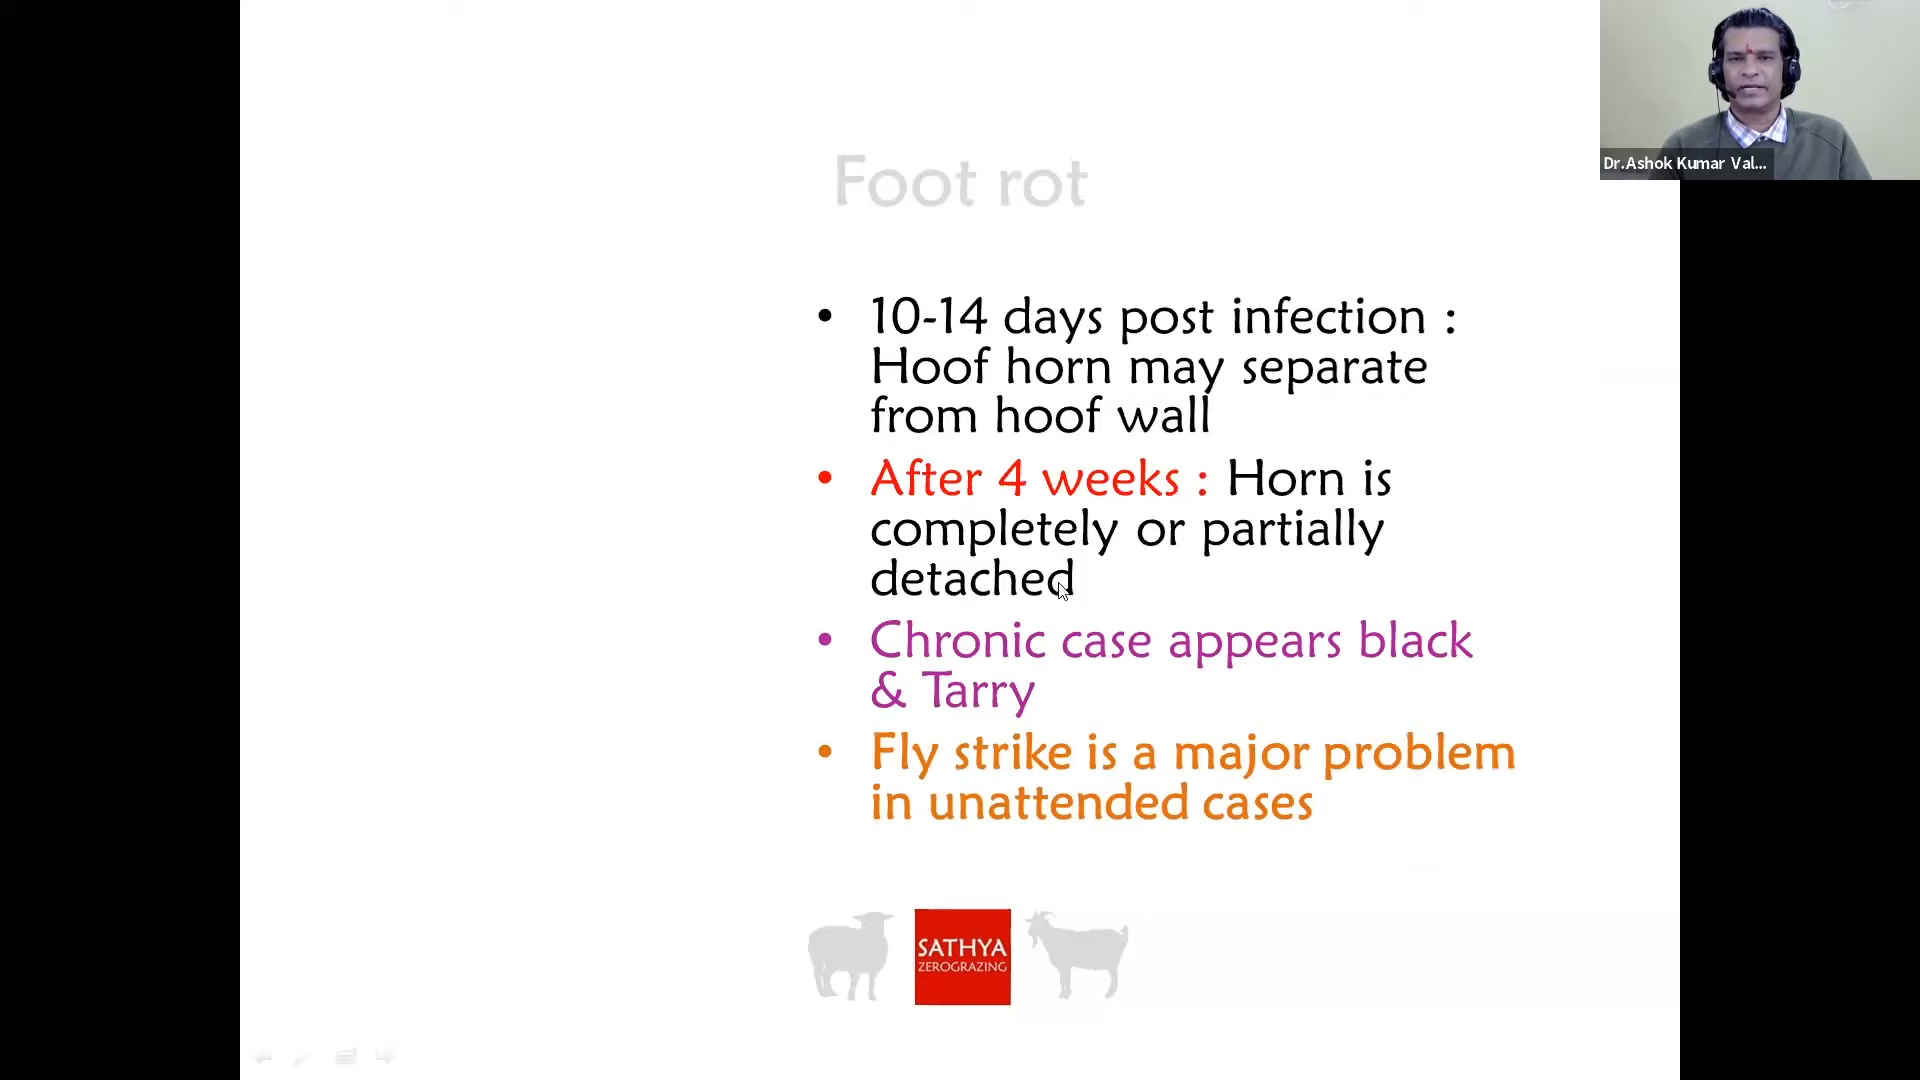 Dr.Ashok Kumar Val...
Foot rot
• 10-14 days post infection :
Hoof horn may separate
from hoof wall
• After 4 weeks : Horn is
completely or partially
detached
• Chronic case appears black
& Tarry
• Fly strike is a major problem
in unattended cases
SATHYA
ZEROGRAZING